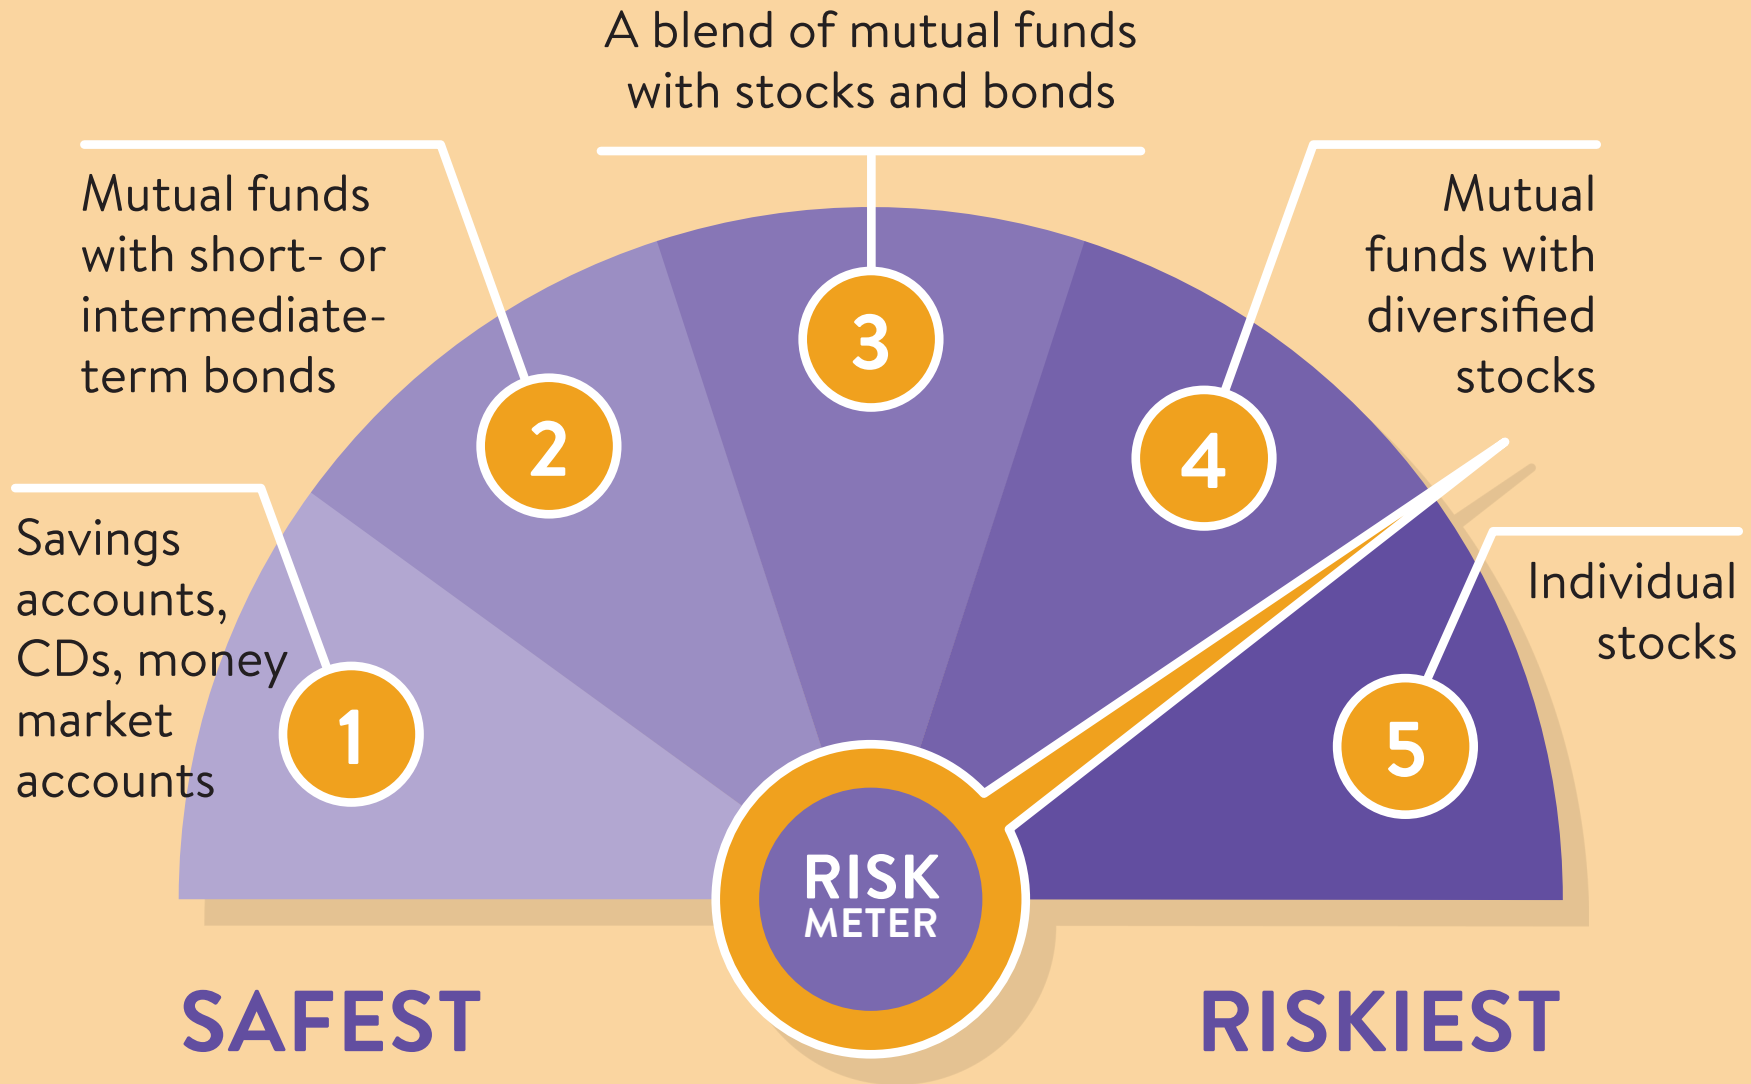 A blend of mutual funds
with stocks and bonds
Mutual funds
with short- or
intermediate-
term bonds
Mutual
funds with
diversified
stocks
Savings
accounts,
CDs, money
market
accounts
Individual
stocks
1
2
3
4
5
RISK
METER
SAFEST
RISKIEST